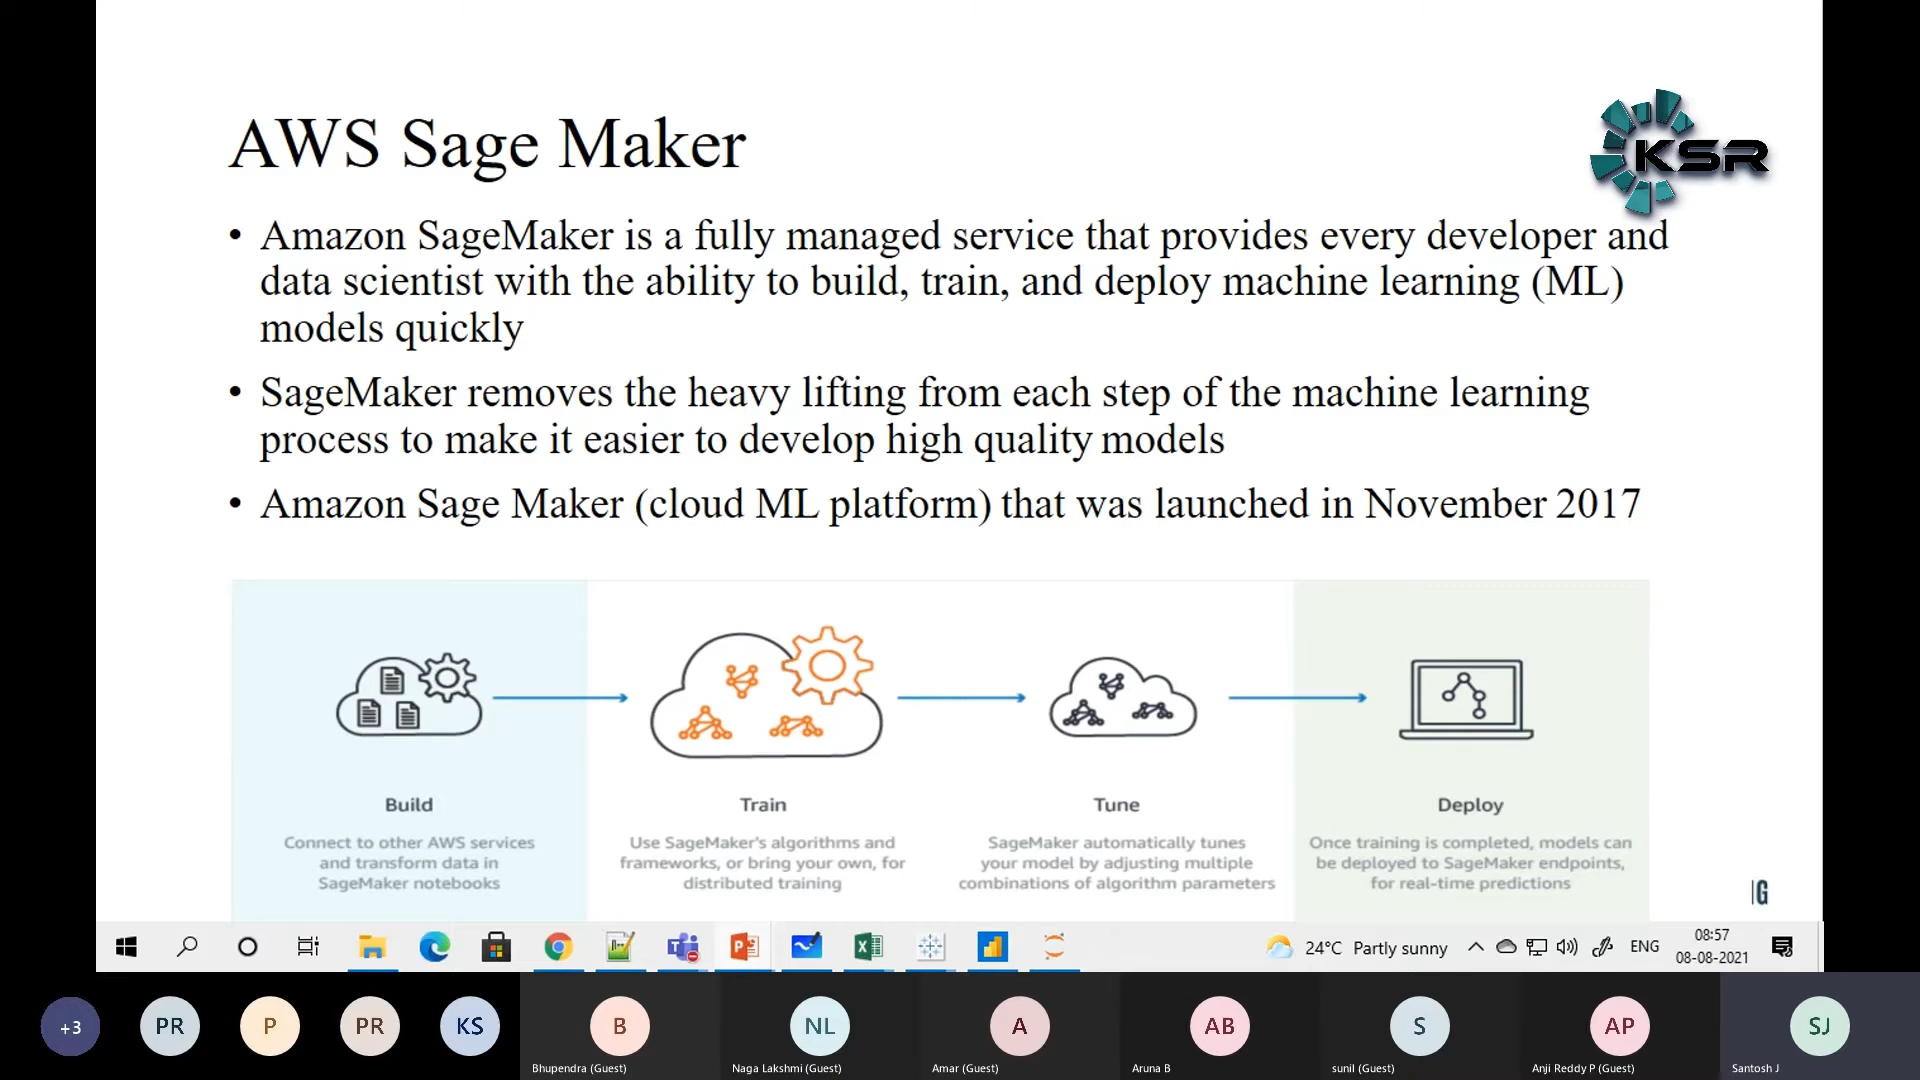 AWS Sage Maker
KSR
• Amazon SageMaker is a fully managed service that provides every developer and
data scientist with the ability to build, train, and deploy machine learning (ML)
models quickly
• SageMaker removes the heavy lifting from each step of the machine learning
process to make it easier to develop high quality models
• Amazon Sage Maker (cloud ML platform) that was launched in November 2017
Build
Connect to other AWS services
and transform data in
SageMaker notebooks
Train
Use SageMaker's algorithms and
frameworks, or bring your own, for
distributed training
Tune
SageMaker automatically tunes
your model by adjusting multiple
combinations of algorithm parameters
Deploy
Once training is completed, models can
be deployed to SageMaker endpoints,
for real-time predictions
24°C Partly sunny
ENG
08:57
08-08-2021
+3
PR
P
PR
KS
B
Bhupendra (Guest)
NL
Naga Lakshmi (Guest)
A
Amar (Guest)
AB
Aruna B
S
sunil (Guest)
AP
Anji Reddy P (Guest)
SJ
Santosh J